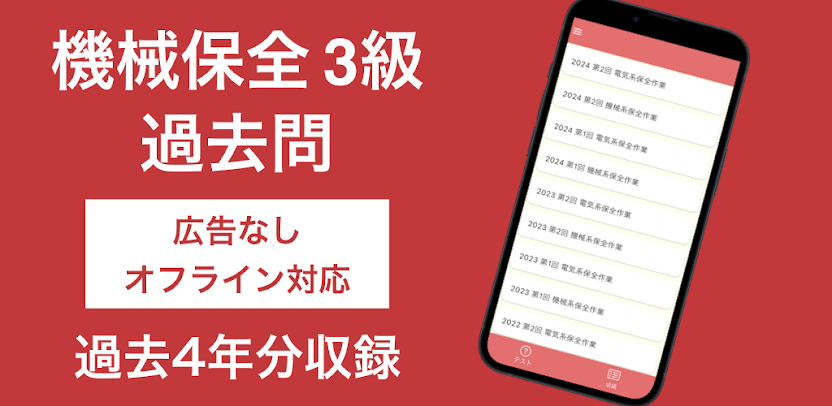 機械保全 3級
過去問
広告なし
オフライン対応
過去4年分収録
2024 第2回 電気系保全作業
2024 第2回 機械系保全作業
2024 第1回 電気系保全作業
2024 第1回 機械系保全作業
2023 第2回 電気系保全作業
2023 第2回 機械系保全作業
2023 第1回 電気系保全作業
2023 第1回 機械系保全作業
2022 第2回 電気系保全作業
テスト
成績